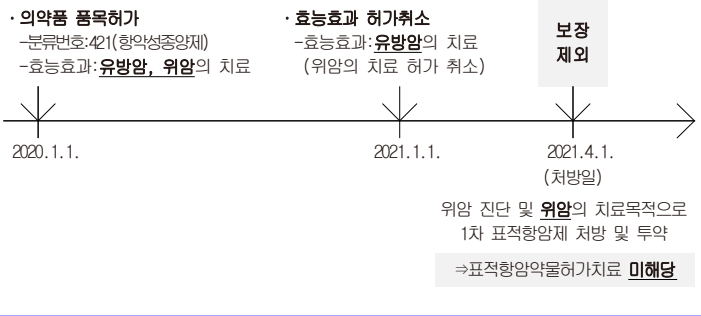 · 의약품 품목허가
-분류번호:421(항악성종양제)
-효능효과:유방암, 위암의 치료
· 효능효과 허가취소
-효능효과:유방암의 치료
(위암의 치료 허가 취소)
보장
제외
2020.1.1.
2021.1.1.
2021.4.1.
(처방일)
위암 진단 및 위암의 치료목적으로
1차 표적항암제 처방 및 투약
⇒표적항암약물허가치료 미해당